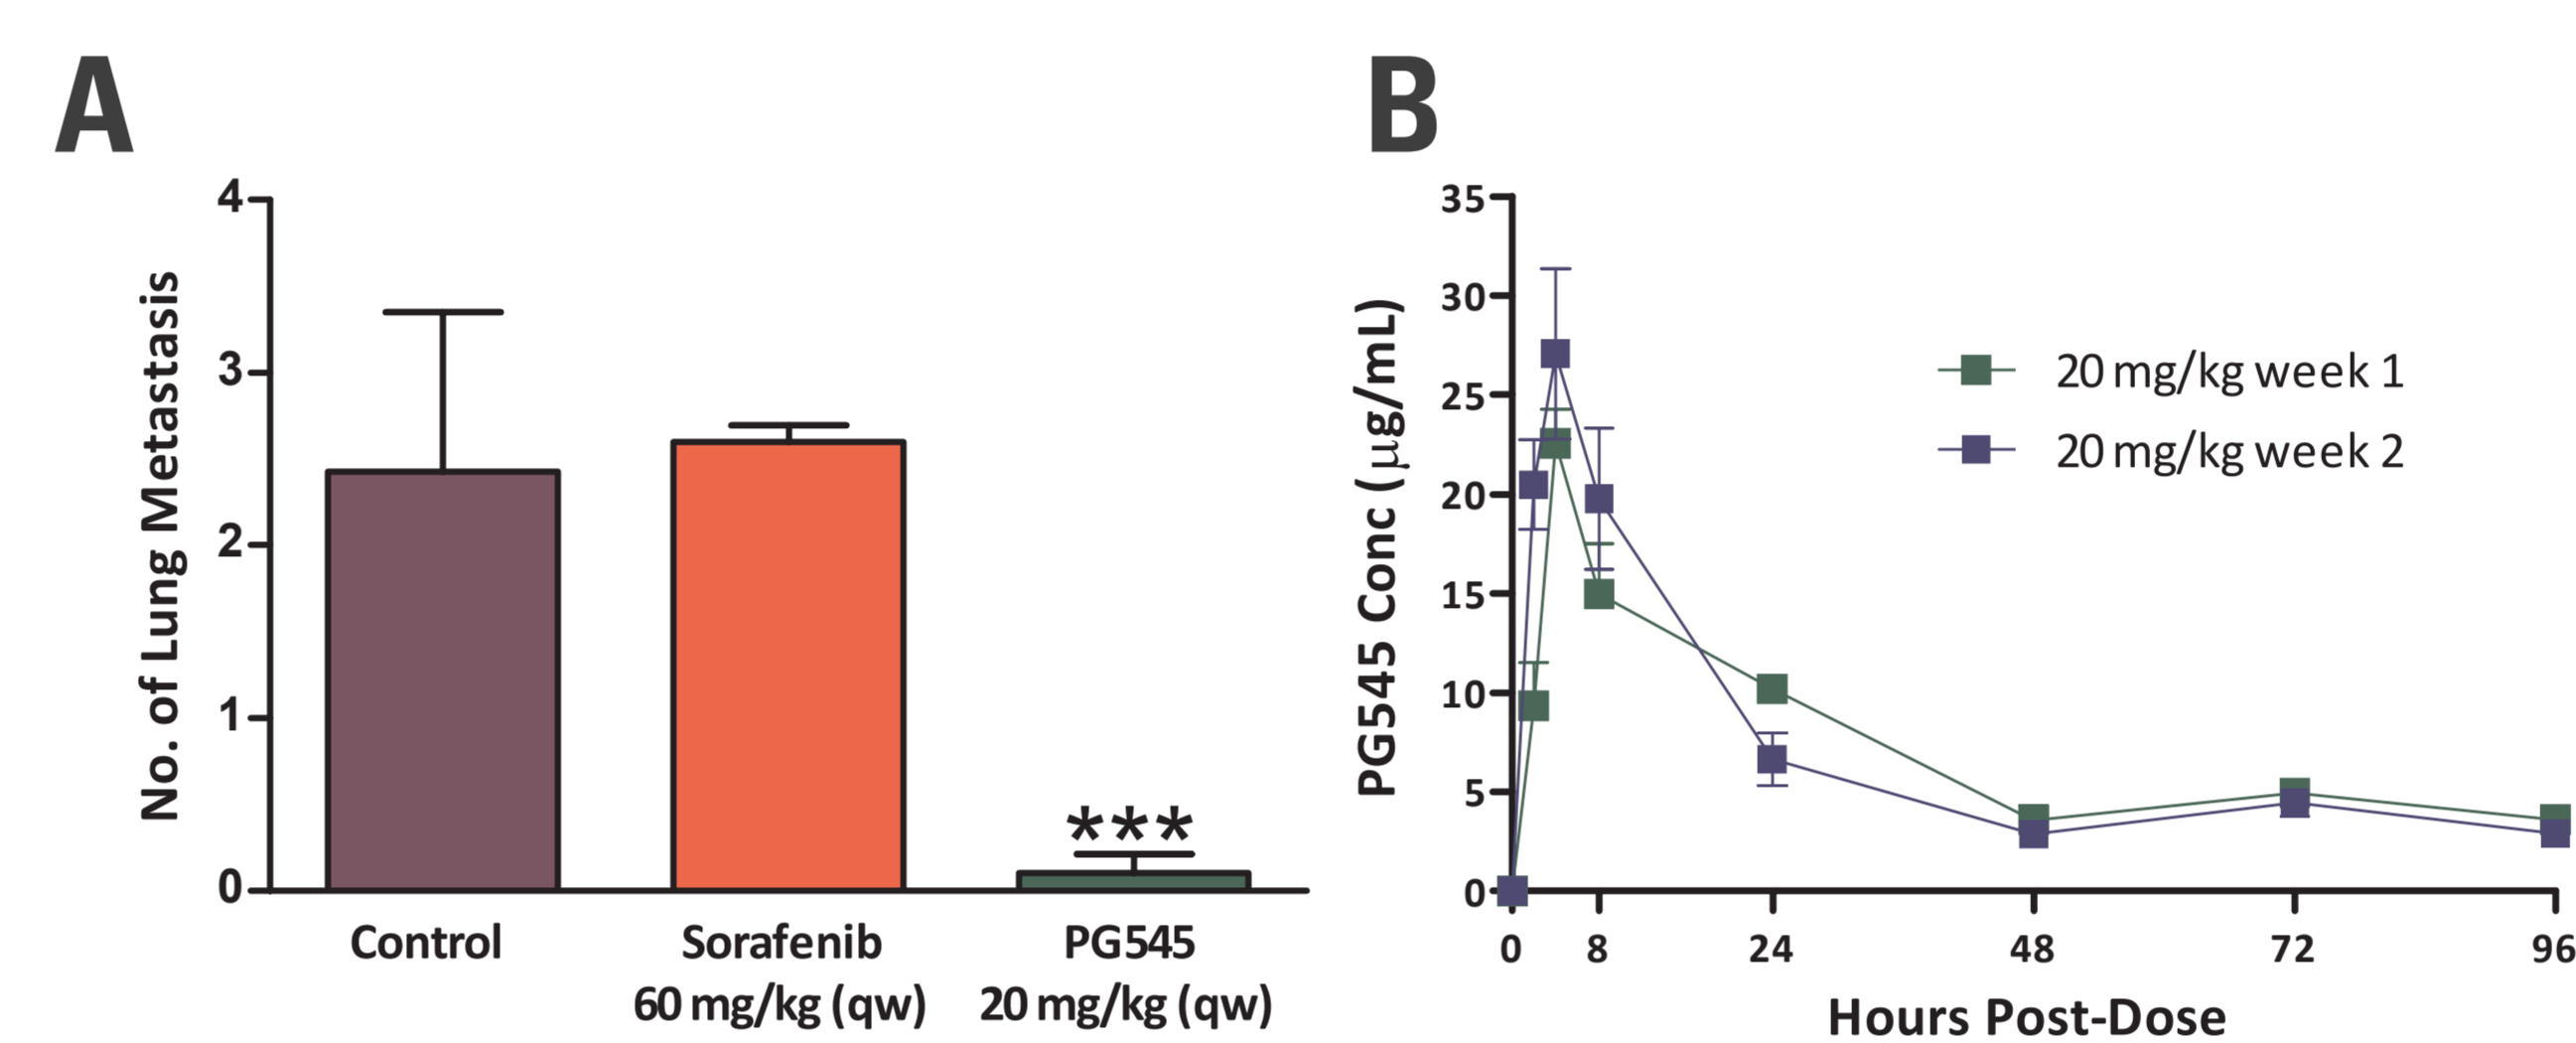 A
No. of Lung Metastasis
4
3
2
1
0
***
Control
Sorafenib
60 mg/kg (qw)
PG545
20 mg/kg (qw)
B
PG545 Conc (µg/mL)
35
30
25
20
15
10
5
0
20 mg/kg week 1
20 mg/kg week 2
0 8 24 48 72 96
Hours Post-Dose